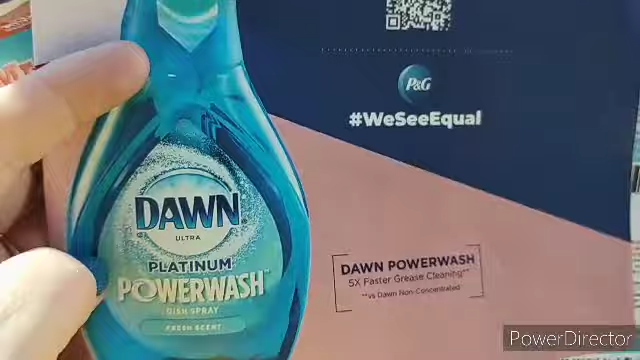 P&G
#WeSeeEqual
DAWN
ULTRA
PLATINUM
POWERWASH™
DISH SPRAY
FRESH SCENT
DAWN POWERWASH
5X Faster Grease Cleaning**
**vs Dawn Non-Concentrated
PowerDirector